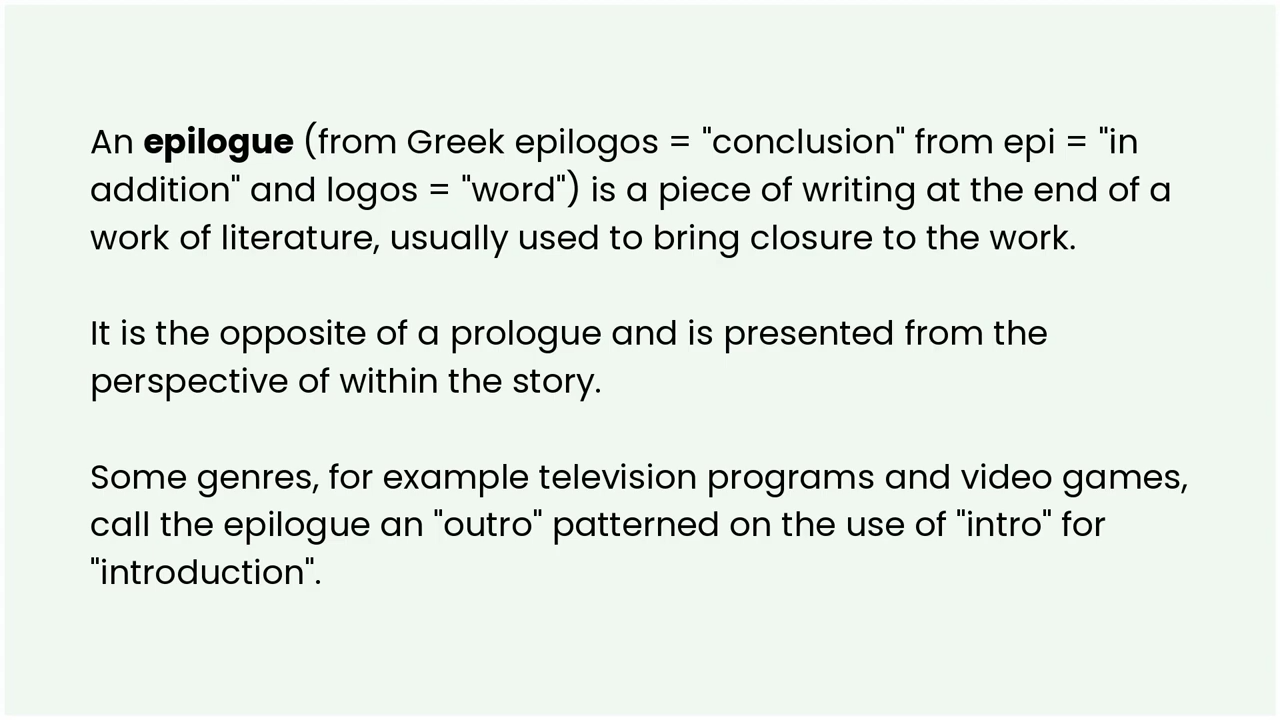 An epilogue (from Greek epilogos = "conclusion" from epi = "in
addition" and logos = "word") is a piece of writing at the end of a
work of literature, usually used to bring closure to the work.
It is the opposite of a prologue and is presented from the
perspective of within the story.
Some genres, for example television programs and video games,
call the epilogue an "outro" patterned on the use of "intro" for
"introduction".